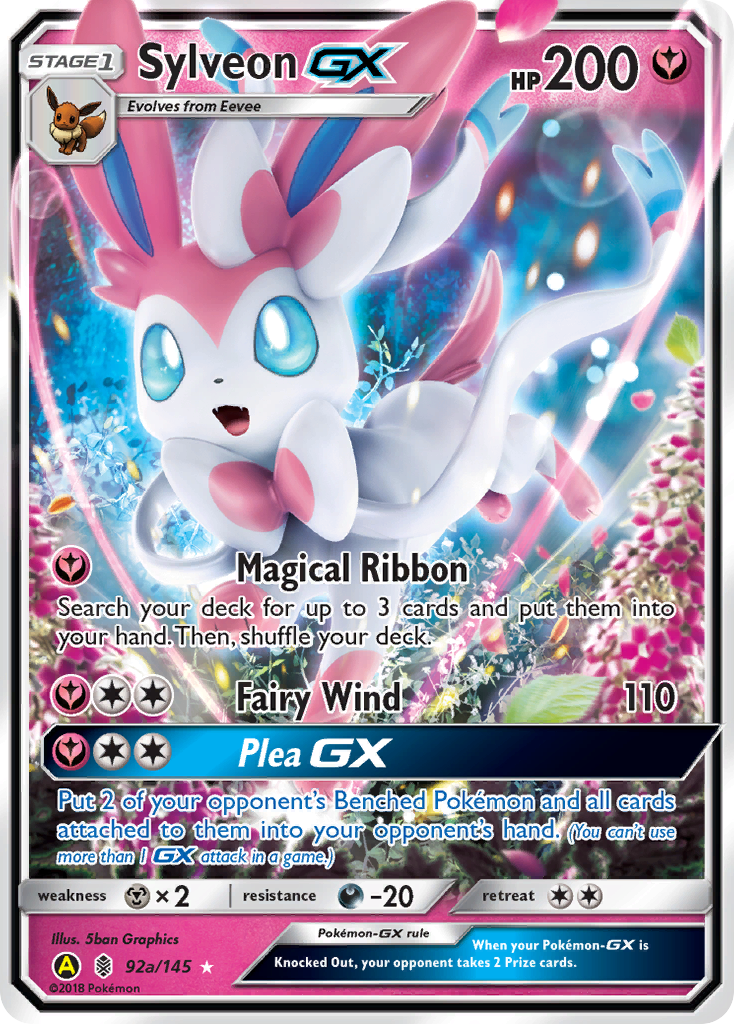 STAGE 1 Sylveon GX HP 200
Evolves from Eevee
Magical Ribbon
Search your deck for up to 3 cards and put them into
your hand. Then, shuffle your deck.
Fairy Wind 110
Plea GX
Put 2 of your opponent's Benched Pokémon and all cards
attached to them into your opponent's hand. (You can't use
more than 1 GX attack in a game.)
weakness ×2 resistance -20 retreat
Illus. 5ban Graphics
Pokémon-GX rule
When your Pokémon-GX is
Knocked Out, your opponent takes 2 Prize cards.
A 92a/145
©2018 Pokémon